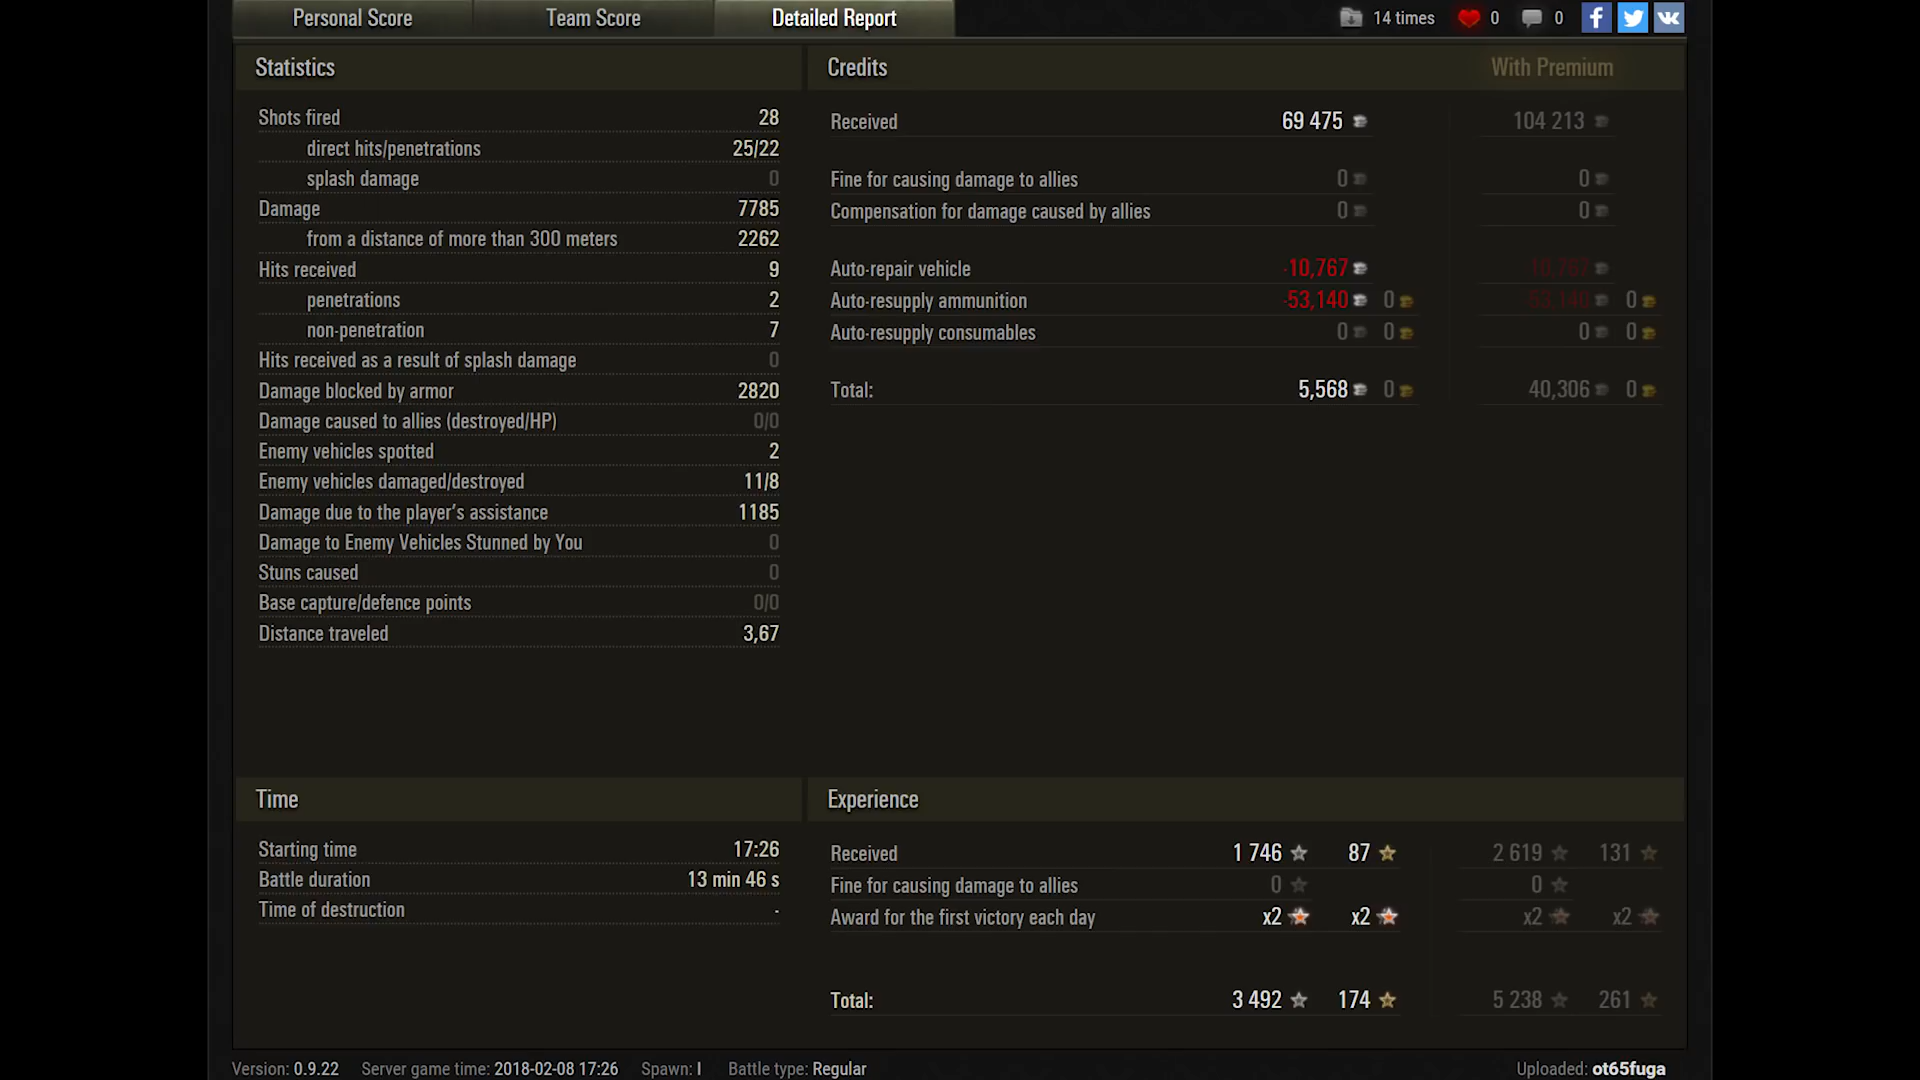 Personal Score Team Score Detailed Report 14 times 0 0
Statistics
Shots fired 28
direct hits/penetrations 25/22
splash damage 0
Damage 7785
from a distance of more than 300 meters 2262
Hits received 9
penetrations 2
non-penetration 7
Hits received as a result of splash damage 0
Damage blocked by armor 2820
Damage caused to allies (destroyed/HP) 0/0
Enemy vehicles spotted 2
Enemy vehicles damaged/destroyed 11/8
Damage due to the player's assistance 1185
Damage to Enemy Vehicles Stunned by You 0
Stuns caused 0
Base capture/defence points 0/0
Distance traveled 3,67
Credits With Premium
Received 69 475 104 213
Fine for causing damage to allies 0 0
Compensation for damage caused by allies 0 0
Auto-repair vehicle -10,767 -10,767
Auto-resupply ammunition -53,140 0 -53,140 0
Auto-resupply consumables 0 0 0 0
Total: 5,568 0 40,306 0
Time
Starting time 17:26
Battle duration 13 min 46 s
Time of destruction -
Experience
Received 1 746 87 2 619 131
Fine for causing damage to allies 0 0
Award for the first victory each day x2 x2 x2 x2
Total: 3 492 174 5 238 261
Version: 0.9.22 Server game time: 2018-02-08 17:26 Spawn: I Battle type: Regular Uploaded: ot65fuga